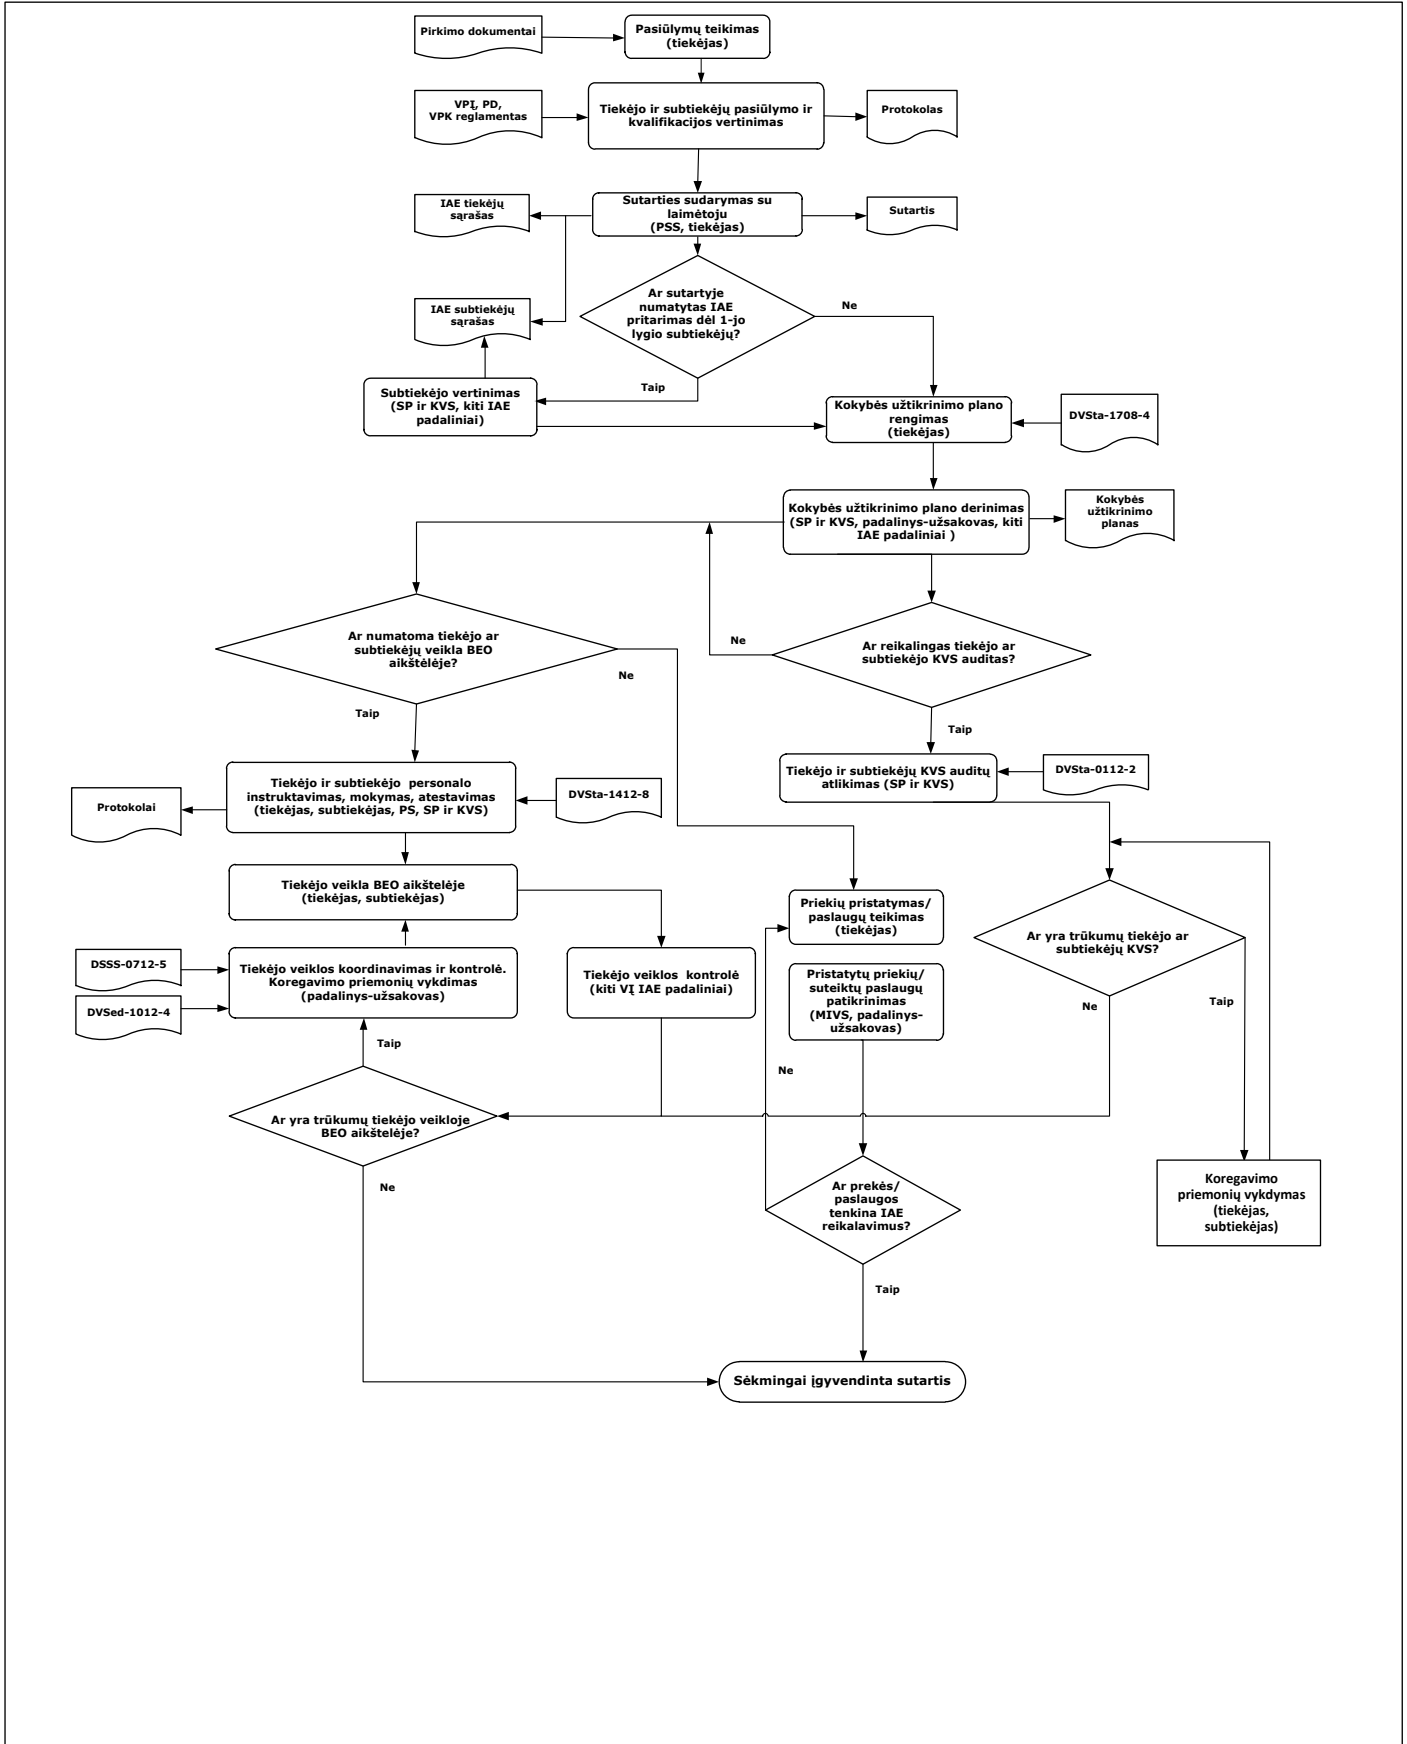 Pirkimo dokumentai
Pasiūlymų teikimas
(tiekėjas)
VPĮ, PD,
VPK reglamentas
Tiekėjo ir subtiekėjų pasiūlymo ir
kvalifikacijos vertinimas
Protokolas
IAE tiekėjų
sąrašas
Sutarties sudarymas su
laimėtoju
(PSS, tiekėjas)
Sutartis
IAE subtiekėjų
sąrašas
Ar sutartyje
numatytas IAE
pritarimas dėl 1-jo
lygio subtiekėjų?
Ne
Taip
Subtiekėjo vertinimas
(SP ir KVS, kiti IAE
padaliniai)
Kokybės užtikrinimo plano
rengimas
(tiekėjas)
DVSta-1708-4
Kokybės užtikrinimo plano derinimas
(SP ir KVS, padalinys-užsakovas, kiti
IAE padaliniai )
Kokybės
užtikrinimo
planas
Ar numatoma tiekėjo ar
subtiekėjų veikla BEO
aikštėlėje?
Ne
Taip
Ne
Ar reikalingas tiekėjo ar
subtiekėjo KVS auditas?
Taip
Tiekėjo ir subtiekėjų KVS auditų
atlikimas (SP ir KVS)
DVSta-0112-2
Protokolai
Tiekėjo ir subtiekėjo  personalo
instruktavimas, mokymas, atestavimas
(tiekėjas, subtiekėjas, PS, SP ir KVS)
DVSta-1412-8
Tiekėjo veikla BEO aikštelėje
(tiekėjas, subtiekėjas)
Priekių pristatymas/
paslaugų teikimas
(tiekėjas)
Ar yra trūkumų tiekėjo ar
subtiekėjų KVS?
Ne
Taip
DSSS-0712-5
DVSed-1012-4
Tiekėjo veiklos koordinavimas ir kontrolė.
Koregavimo priemonių vykdimas
(padalinys-užsakovas)
Tiekėjo veiklos  kontrolė
(kiti VĮ IAE padaliniai)
Pristatytų priekių/
suteiktų paslaugų
patikrinimas
(MIVS, padalinys-
užsakovas)
Taip
Ne
Ar yra trūkumų tiekėjo veikloje
BEO aikštelėje?
Ne
Ar prekės/
paslaugos
tenkina IAE
reikalavimus?
Taip
Koregavimo
priemonių vykdymas
(tiekėjas,
subtiekėjas)
Sėkmingai įgyvendinta sutartis